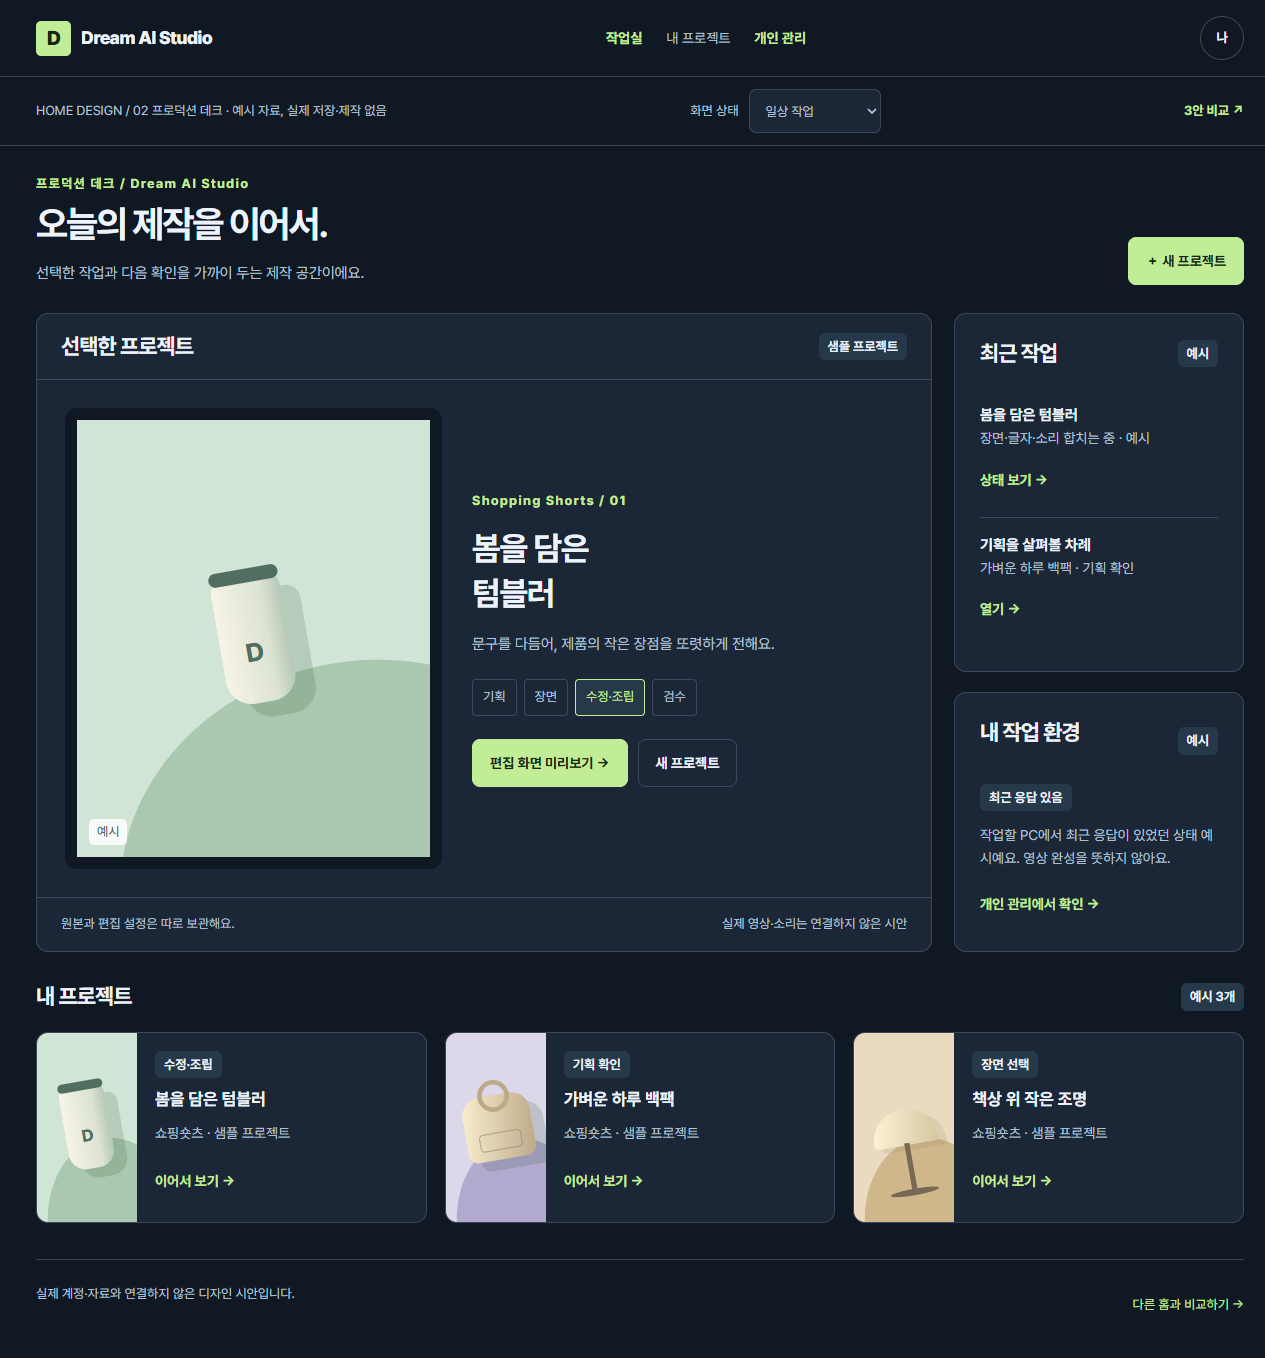 D Dream AI Studio
작업실 내 프로젝트 개인 관리
나
HOME DESIGN / 02 프로덕션 데크 · 예시 자료, 실제 저장·제작 없음
화면 상태 일상 작업
3안 비교 ↗
프로덕션 데크 / Dream AI Studio
오늘의 제작을 이어서.
선택한 작업과 다음 확인을 가까이 두는 제작 공간이에요.
+ 새 프로젝트
선택한 프로젝트
샘플 프로젝트
D
예시
Shopping Shorts / 01
봄을 담은
텀블러
문구를 다듬어, 제품의 작은 장점을 또렷하게 전해요.
기획 장면 수정·조립 검수
편집 화면 미리보기 → 새 프로젝트
원본과 편집 설정은 따로 보관해요.
실제 영상·소리는 연결하지 않은 시안
최근 작업
예시
봄을 담은 텀블러
장면·글자·소리 합치는 중 · 예시
상태 보기 →
기획을 살펴볼 차례
가벼운 하루 백팩 · 기획 확인
열기 →
내 작업 환경
예시
최근 응답 있음
작업할 PC에서 최근 응답이 있었던 상태 예
시예요. 영상 완성을 뜻하지 않아요.
개인 관리에서 확인 →
내 프로젝트
예시 3개
D
수정·조립
봄을 담은 텀블러
쇼핑숏츠 · 샘플 프로젝트
이어서 보기 →
기획 확인
가벼운 하루 백팩
쇼핑숏츠 · 샘플 프로젝트
이어서 보기 →
장면 선택
책상 위 작은 조명
쇼핑숏츠 · 샘플 프로젝트
이어서 보기 →
실제 계정·자료와 연결하지 않은 디자인 시안입니다.
다른 홈과 비교하기 →